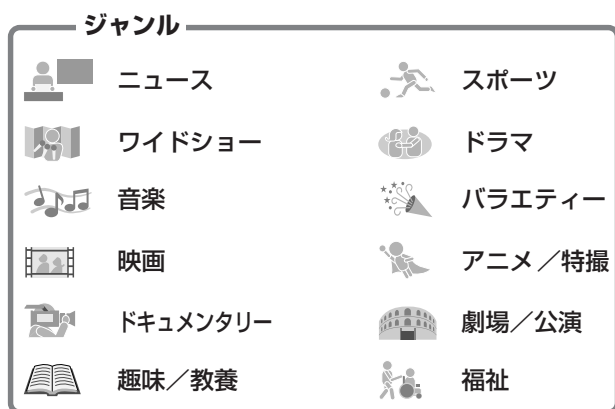 ジャンル
ニュース
スポーツ
ワイドショー
ドラマ
音楽
バラエティー
映画
アニメ／特撮
ドキュメンタリー
劇場／公演
趣味／教養
福祉